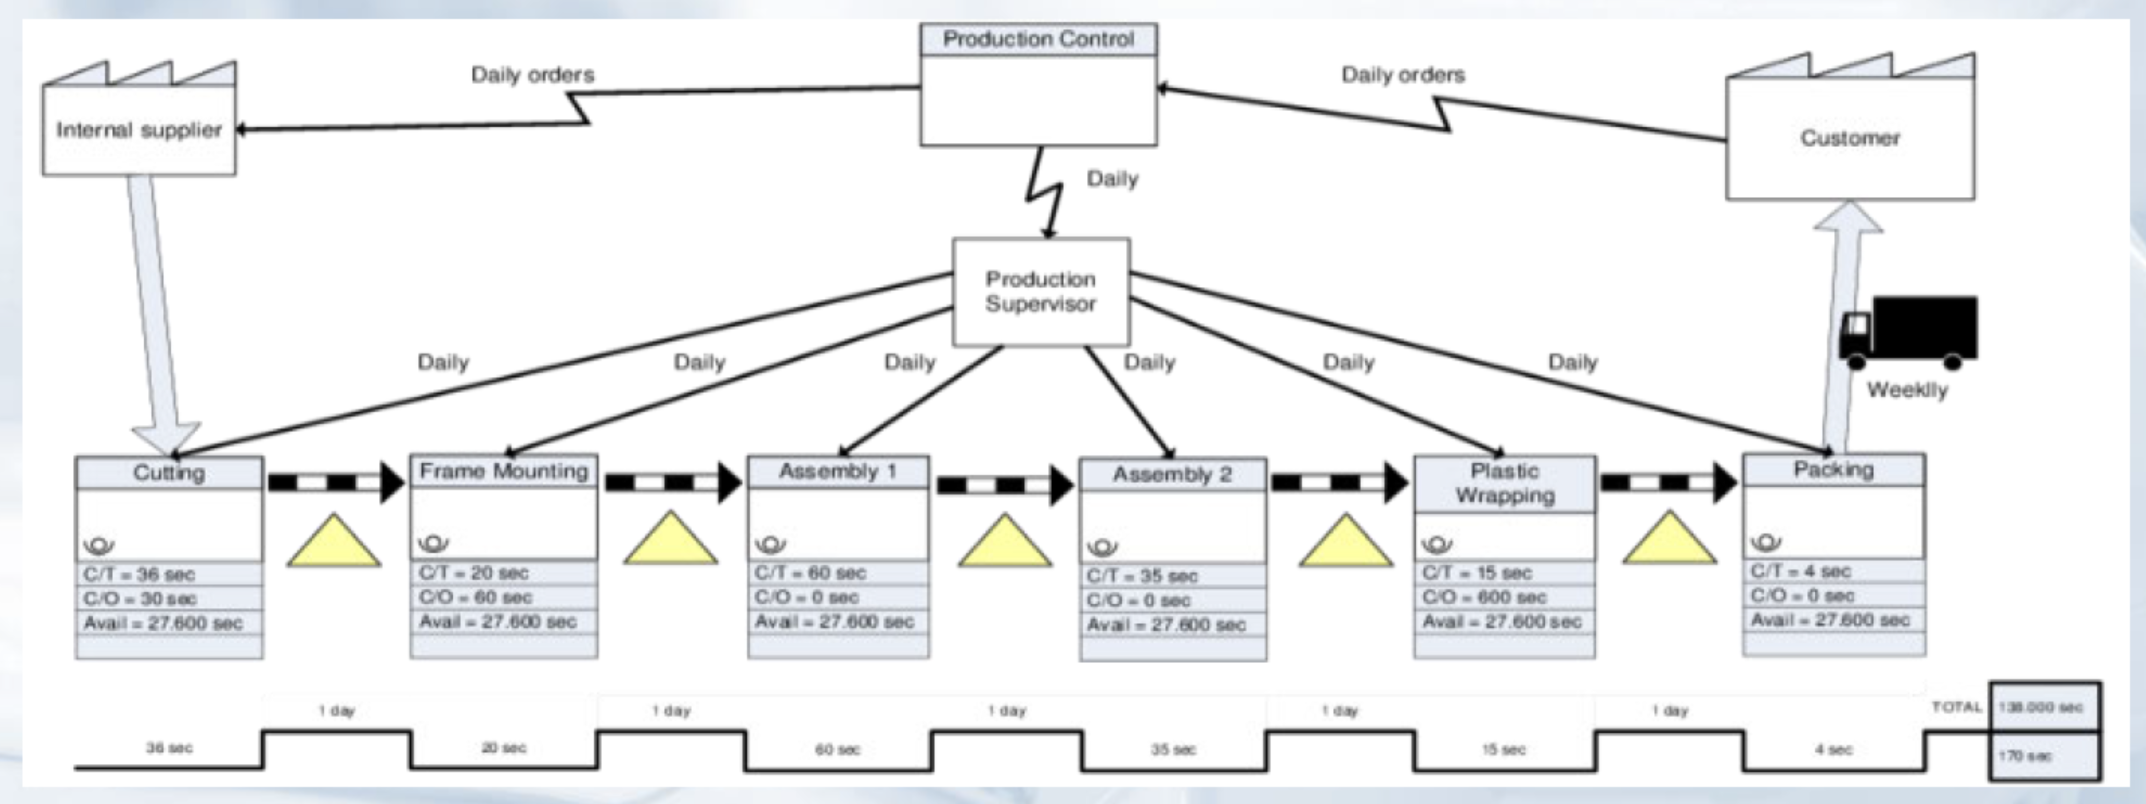 Production Control
Daily orders
Daily orders
Internal supplier
Customer
Daily
Production
Supervisor
Daily
Daily
Daily
Daily
Daily
Daily
Weeklly
Cutting
C/T = 36 sec
C/O = 30 sec
Avail = 27.600 sec
Frame Mounting
C/T = 20 sec
C/O = 60 sec
Avail = 27.600 sec
Assembly 1
C/T = 60 sec
C/O = 0 sec
Avail = 27.600 sec
Assembly 2
C/T = 35 sec
C/O = 0 sec
Avail = 27.600 sec
Plastic
Wrapping
C/T = 15 sec
C/O = 600 sec
Avail = 27.600 sec
Packing
C/T = 4 sec
C/O = 0 sec
Avail = 27.600 sec
1 day
1 day
1 day
1 day
1 day
TOTAL
138.000 sec
36 sec
20 sec
60 sec
35 sec
15 sec
4 sec
170 sec